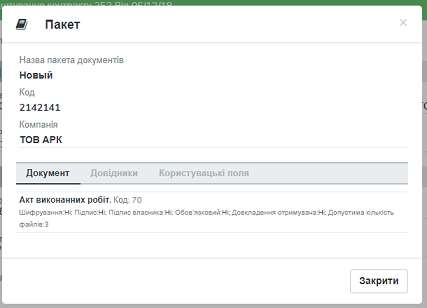 Пакет
×
Назва пакета документів
Новый
Код
2142141
Компанія
ТОВ АРК
Документ Довідники Користувацькі поля
Акт виконанних робіт. Код: 70
Шифрування:Ні; Підпис:Ні; Підпис власника:Ні; Обов'язковий:Ні; Довкладення отримувача:Ні; Допустима кількість
файлів:3
Закрити